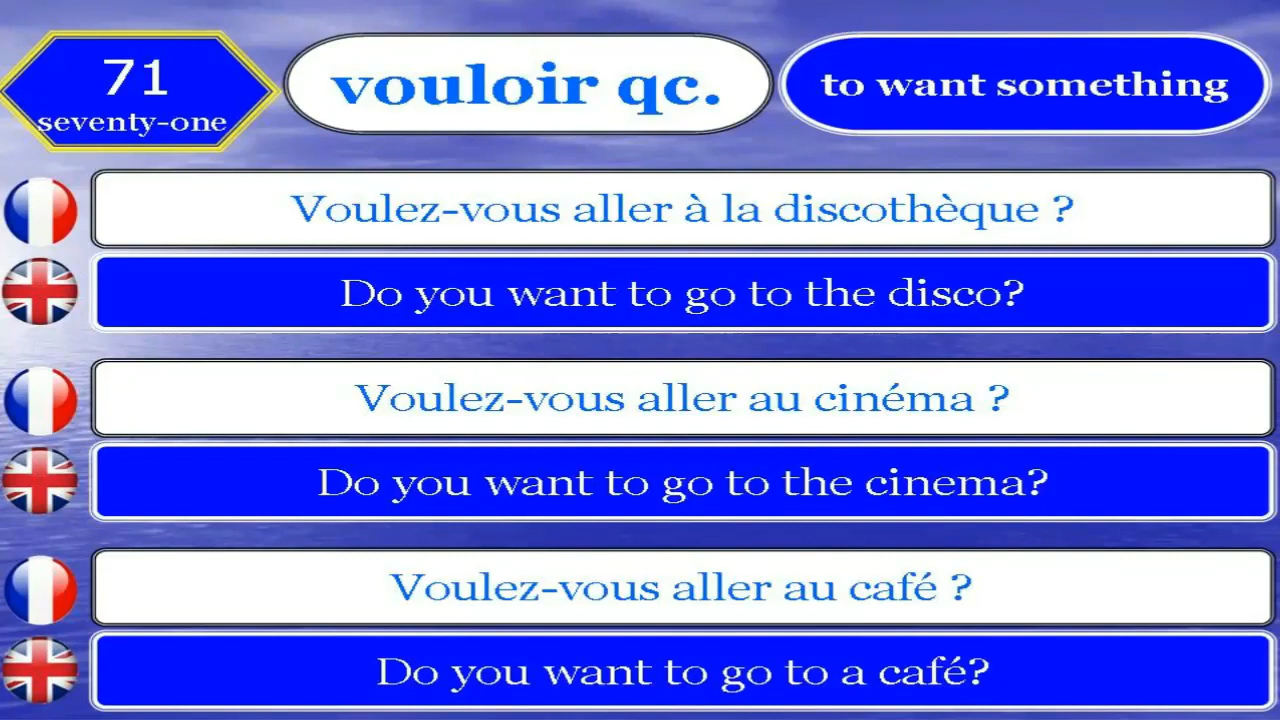 71
seventy-one
vouloir qc.
to want something
Voulez-vous aller à la discothèque ?
Do you want to go to the disco?
Voulez-vous aller au cinéma ?
Do you want to go to the cinema?
Voulez-vous aller au café ?
Do you want to go to a café?